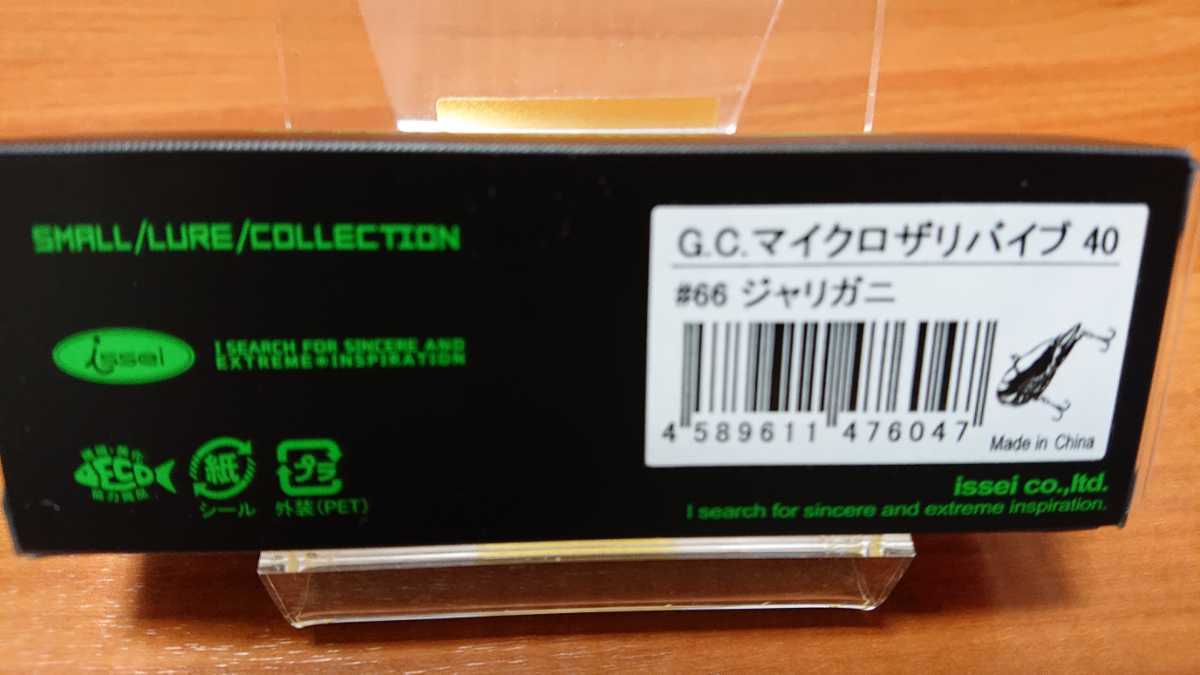 SMALL/LURE/COLLECTION
issei
I SEARCH FOR SINCERE AND
EXTREME※INSPIRATION
ECO
紙
シール
プラ
外装(PET)
G.C.マイクロザリバイブ 40
#66 ジャリガニ
4 589611 476047
Made in China
issei co.,ltd.
I search for sincere and extreme inspiration.